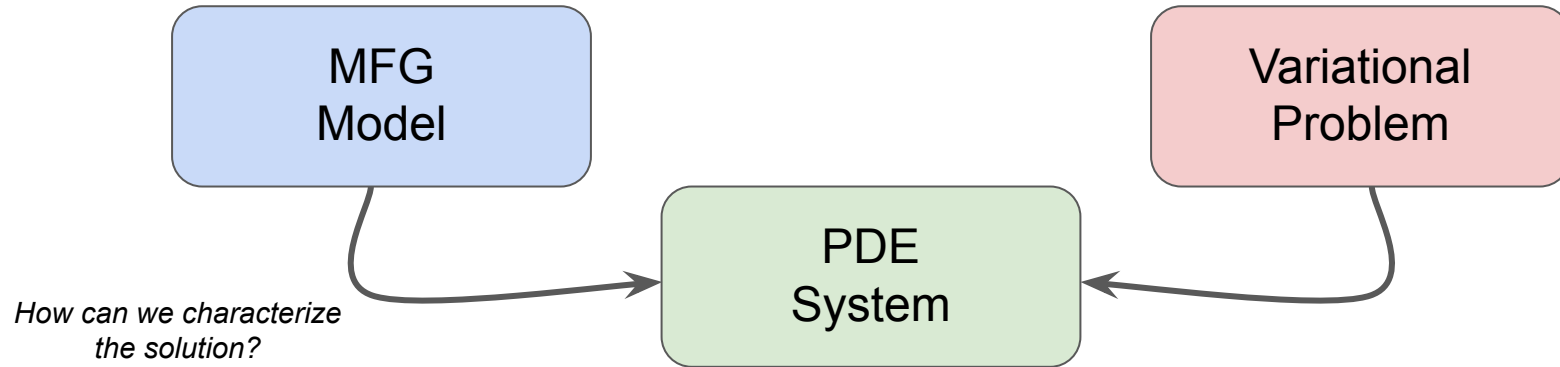 MFG
Model
Variational
Problem
PDE
System
How can we characterize
the solution?